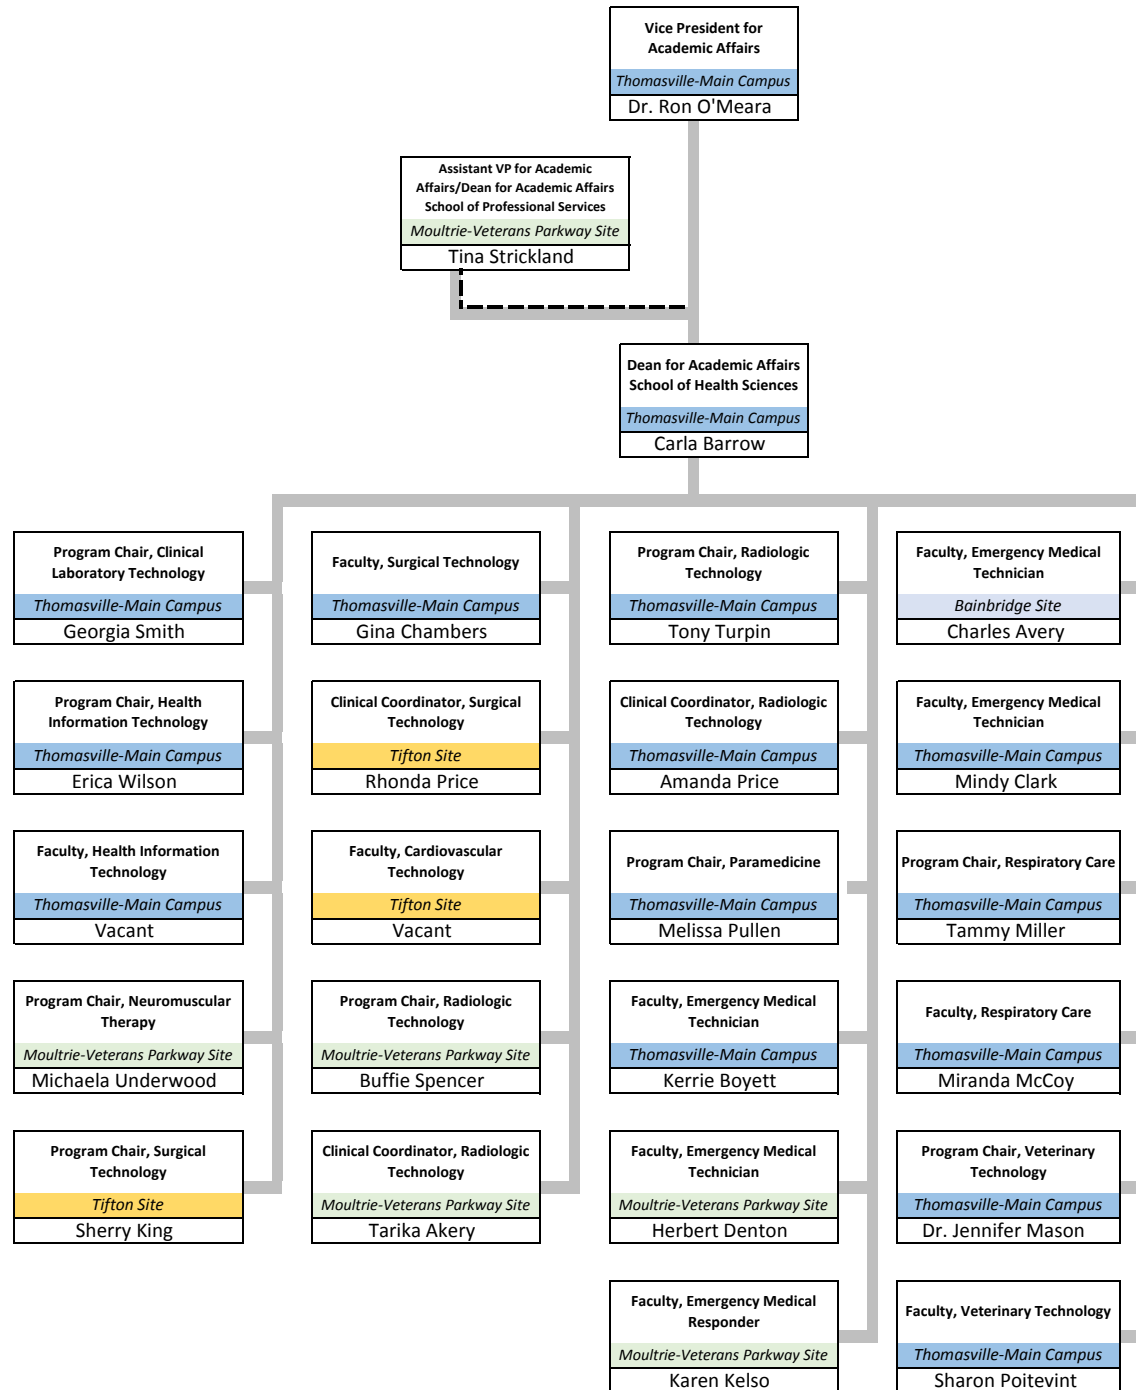 Vice President for
Academic Affairs
Thomasville-Main Campus
Dr. Ron O'Meara
Assistant VP for Academic
Affairs/Dean for Academic Affairs
School of Professional Services
Moultrie-Veterans Parkway Site
Tina Strickland
Dean for Academic Affairs
School of Health Sciences
Thomasville-Main Campus
Carla Barrow
Program Chair, Clinical
Laboratory Technology
Thomasville-Main Campus
Georgia Smith
Faculty, Surgical Technology
Thomasville-Main Campus
Gina Chambers
Program Chair, Radiologic
Technology
Thomasville-Main Campus
Tony Turpin
Faculty, Emergency Medical
Technician
Bainbridge Site
Charles Avery
Program Chair, Health
Information Technology
Thomasville-Main Campus
Erica Wilson
Clinical Coordinator, Surgical
Technology
Tifton Site
Rhonda Price
Clinical Coordinator, Radiologic
Technology
Thomasville-Main Campus
Amanda Price
Faculty, Emergency Medical
Technician
Thomasville-Main Campus
Mindy Clark
Faculty, Health Information
Technology
Thomasville-Main Campus
Vacant
Faculty, Cardiovascular
Technology
Tifton Site
Vacant
Program Chair, Paramedicine
Thomasville-Main Campus
Melissa Pullen
Program Chair, Respiratory Care
Thomasville-Main Campus
Tammy Miller
Program Chair, Neuromuscular
Therapy
Moultrie-Veterans Parkway Site
Michaela Underwood
Program Chair, Radiologic
Technology
Moultrie-Veterans Parkway Site
Buffie Spencer
Faculty, Emergency Medical
Technician
Thomasville-Main Campus
Kerrie Boyett
Faculty, Respiratory Care
Thomasville-Main Campus
Miranda McCoy
Program Chair, Surgical
Technology
Tifton Site
Sherry King
Clinical Coordinator, Radiologic
Technology
Moultrie-Veterans Parkway Site
Tarika Akery
Faculty, Emergency Medical
Technician
Moultrie-Veterans Parkway Site
Herbert Denton
Program Chair, Veterinary
Technology
Thomasville-Main Campus
Dr. Jennifer Mason
Faculty, Emergency Medical
Responder
Moultrie-Veterans Parkway Site
Karen Kelso
Faculty, Veterinary Technology
Thomasville-Main Campus
Sharon Poitevint